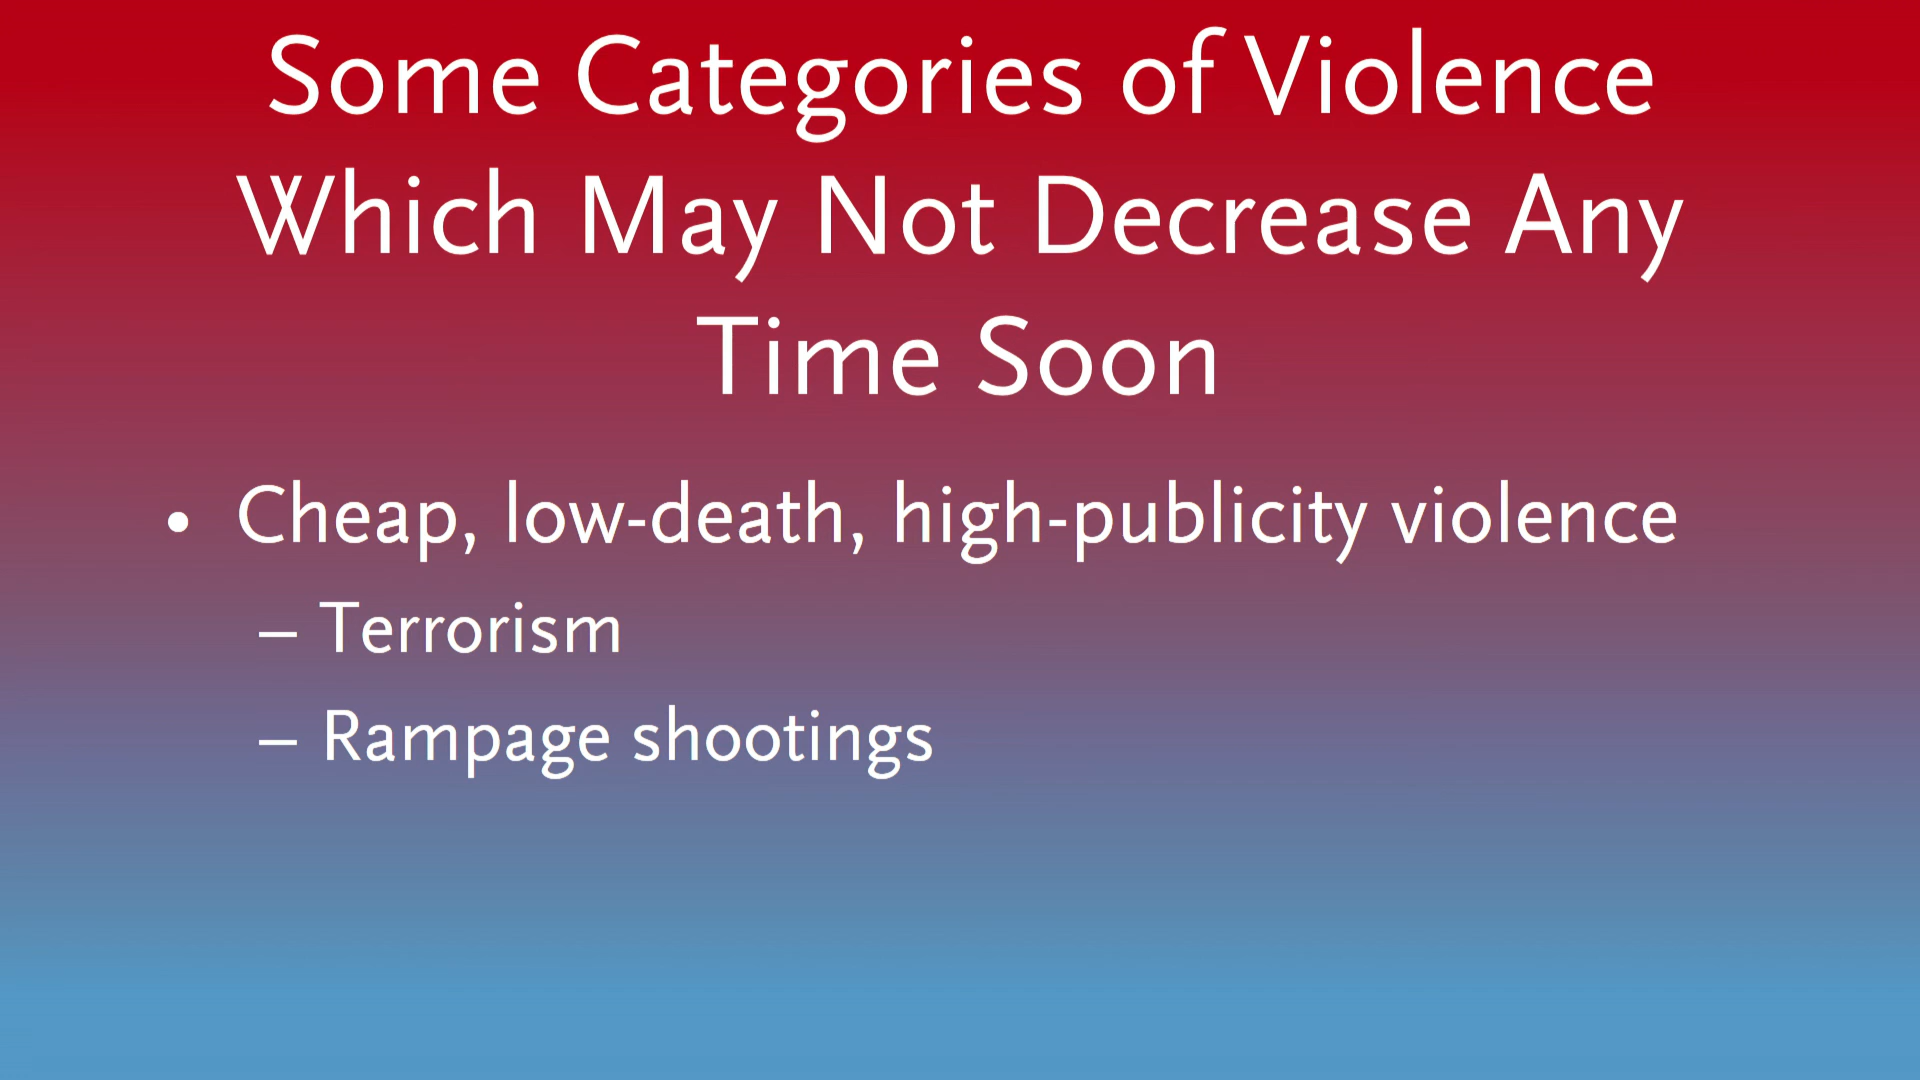 Some Categories of Violence
Which May Not Decrease Any
Time Soon
• Cheap, low-death, high-publicity violence
– Terrorism
– Rampage shootings